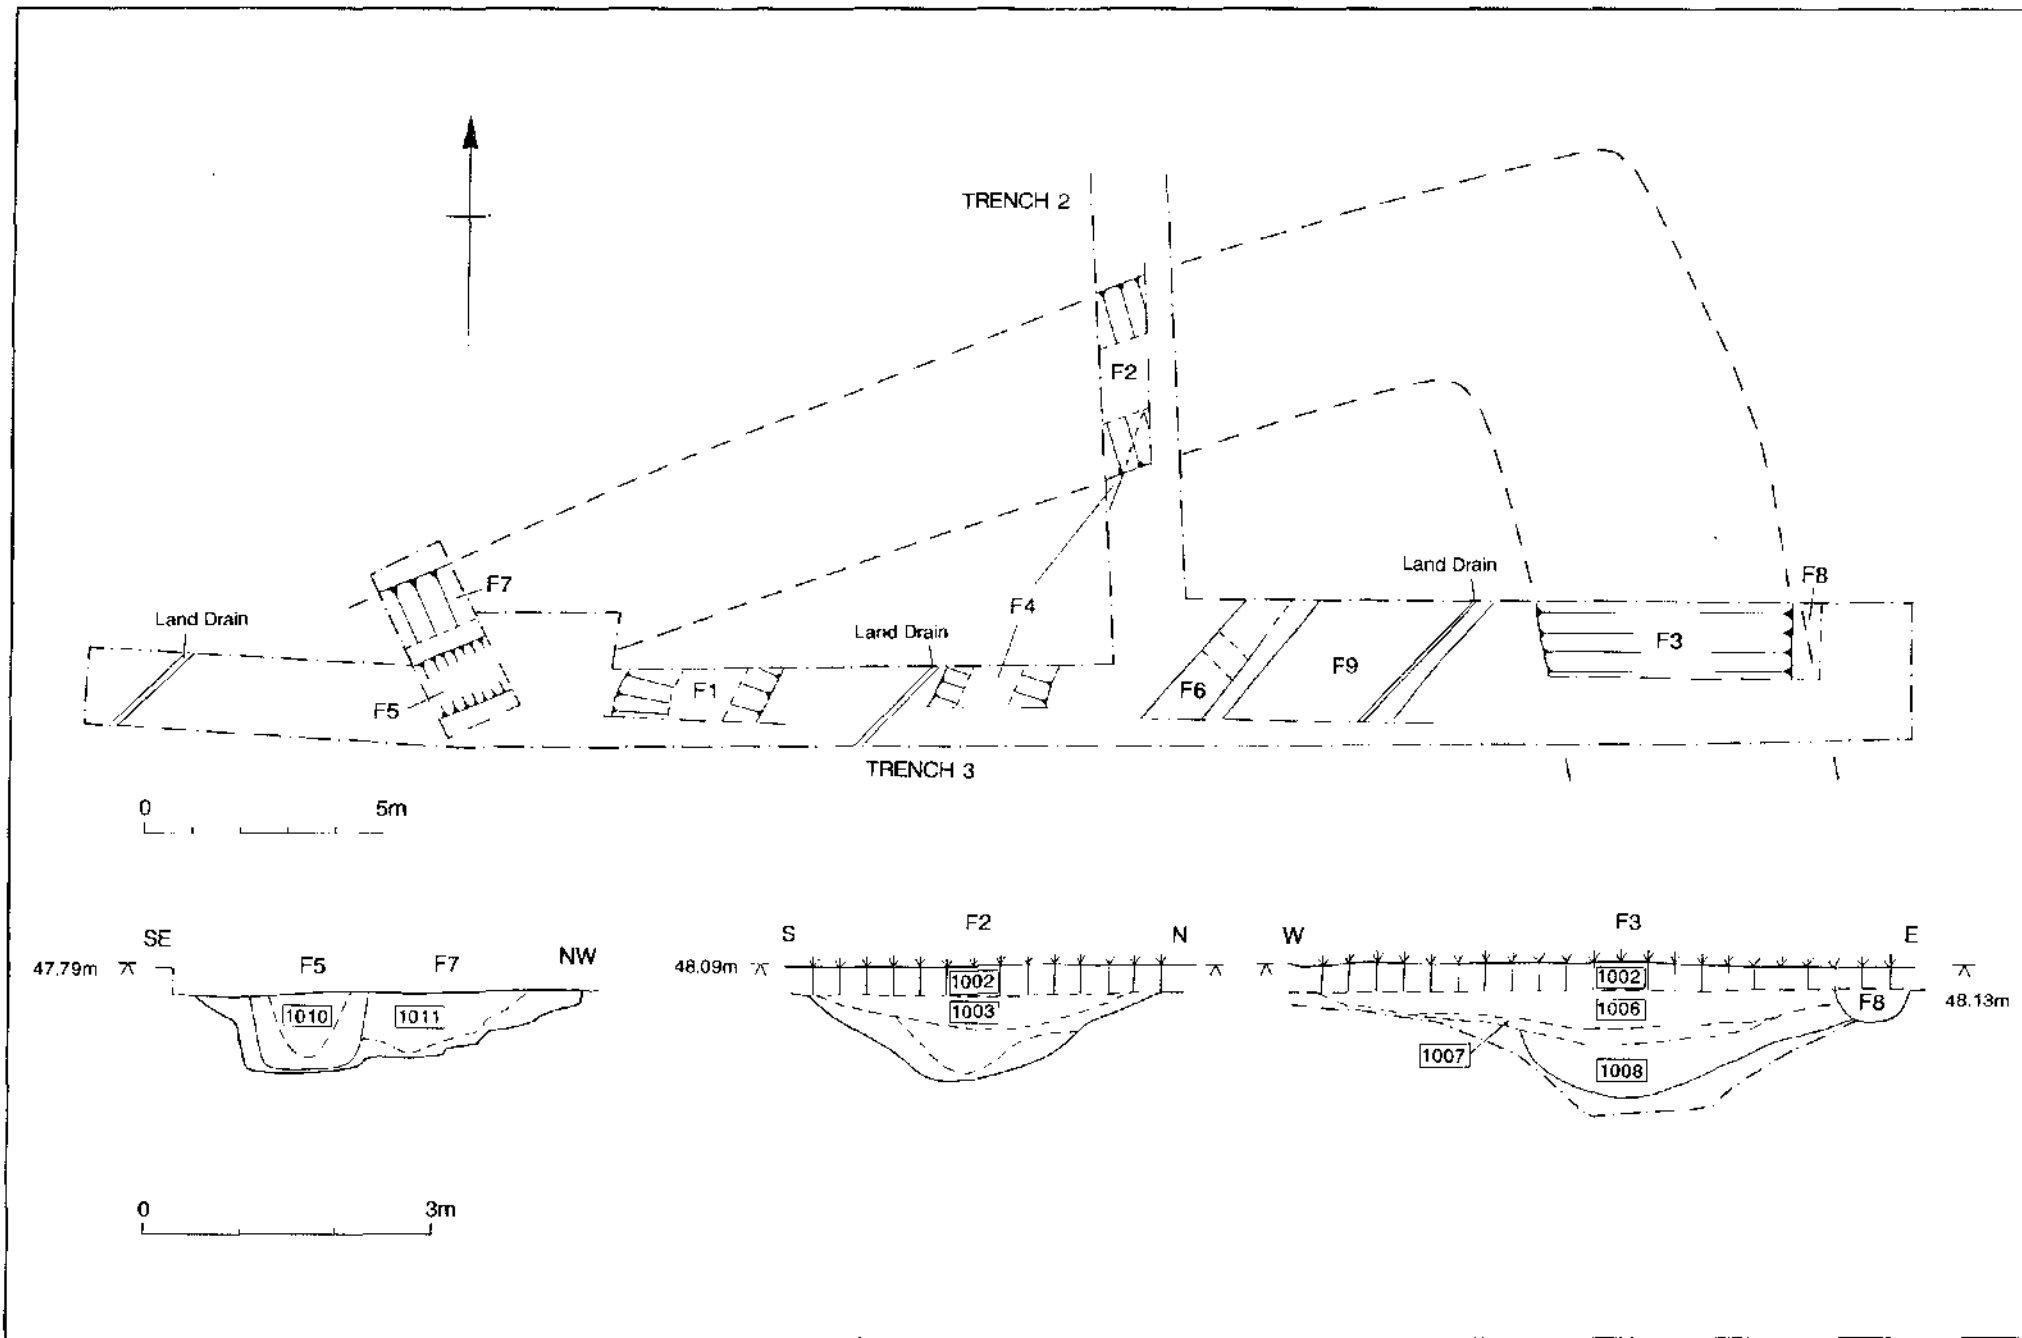 TRENCH 2
F2
F7
Land Drain
F8
Land Drain
F4
Land Drain
F3
F1
F6
F9
F5
TRENCH 3
0 5m
F2
F3
SE
S
N
W
E
F5
F7
NW
47.79m
48.09m
1002
1002
48.13m
1010
1011
1003
1006
F8
1007
1008
0 3m